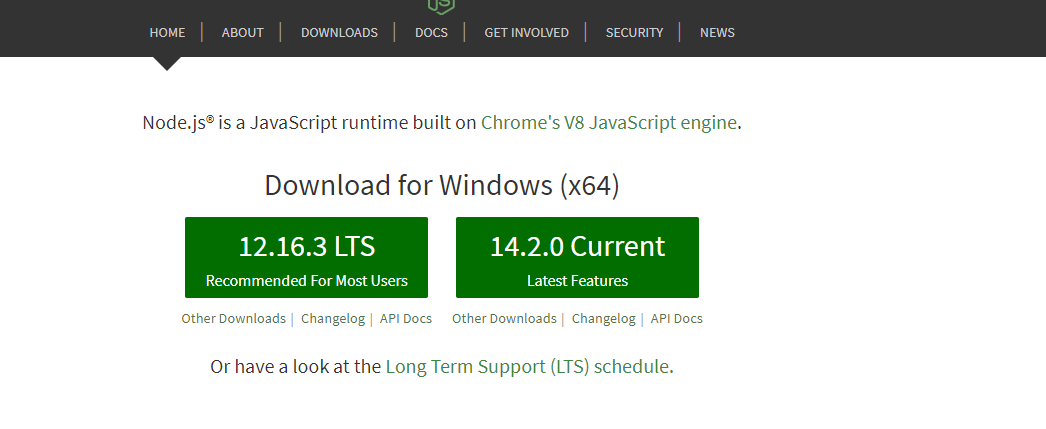 HOME | ABOUT | DOWNLOADS | DOCS | GET INVOLVED | SECURITY | NEWS
Node.js® is a JavaScript runtime built on Chrome's V8 JavaScript engine.
Download for Windows (x64)
12.16.3 LTS
Recommended For Most Users
14.2.0 Current
Latest Features
Other Downloads | Changelog | API Docs
Other Downloads | Changelog | API Docs
Or have a look at the Long Term Support (LTS) schedule.